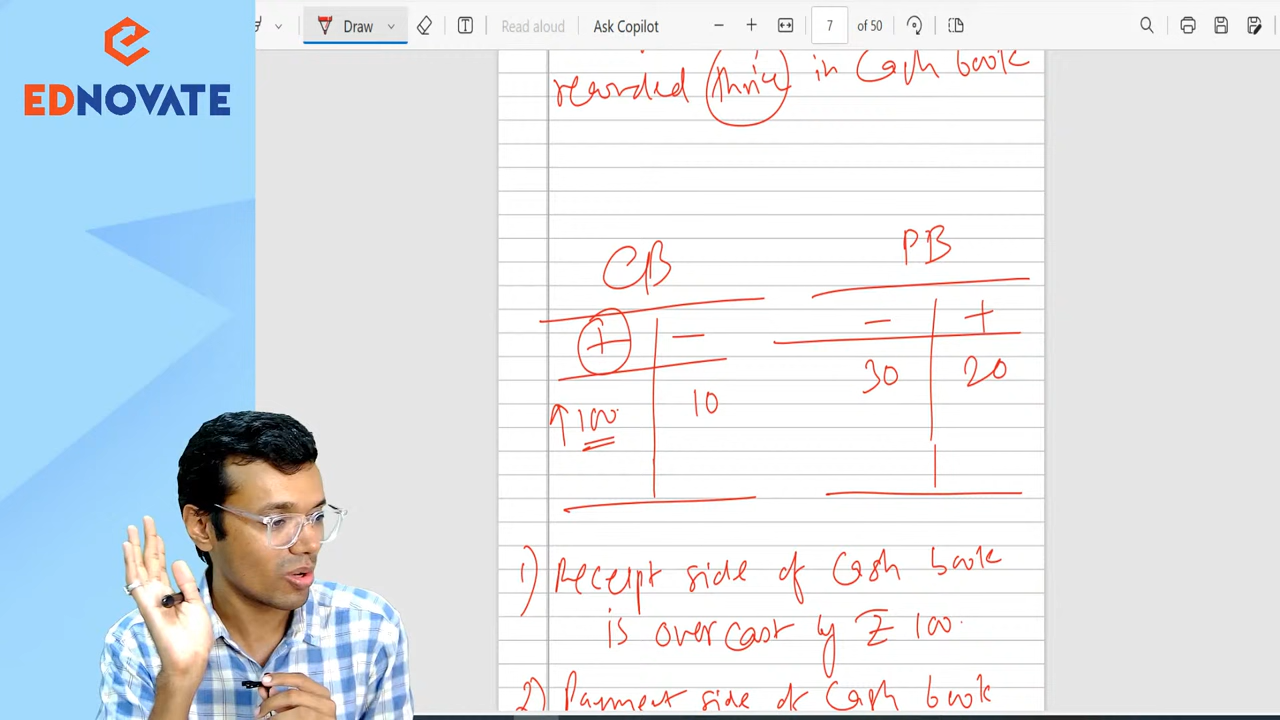 Draw
Read aloud
Ask Copilot
7
of 50
EDNOVATE
recorded thrice in Cash book
CB
PB
+ -
- +
30 20
↑ 100 10
1) Receipt side of Cash book
is overcast by ₹ 100.
2) Payment side of Cash book